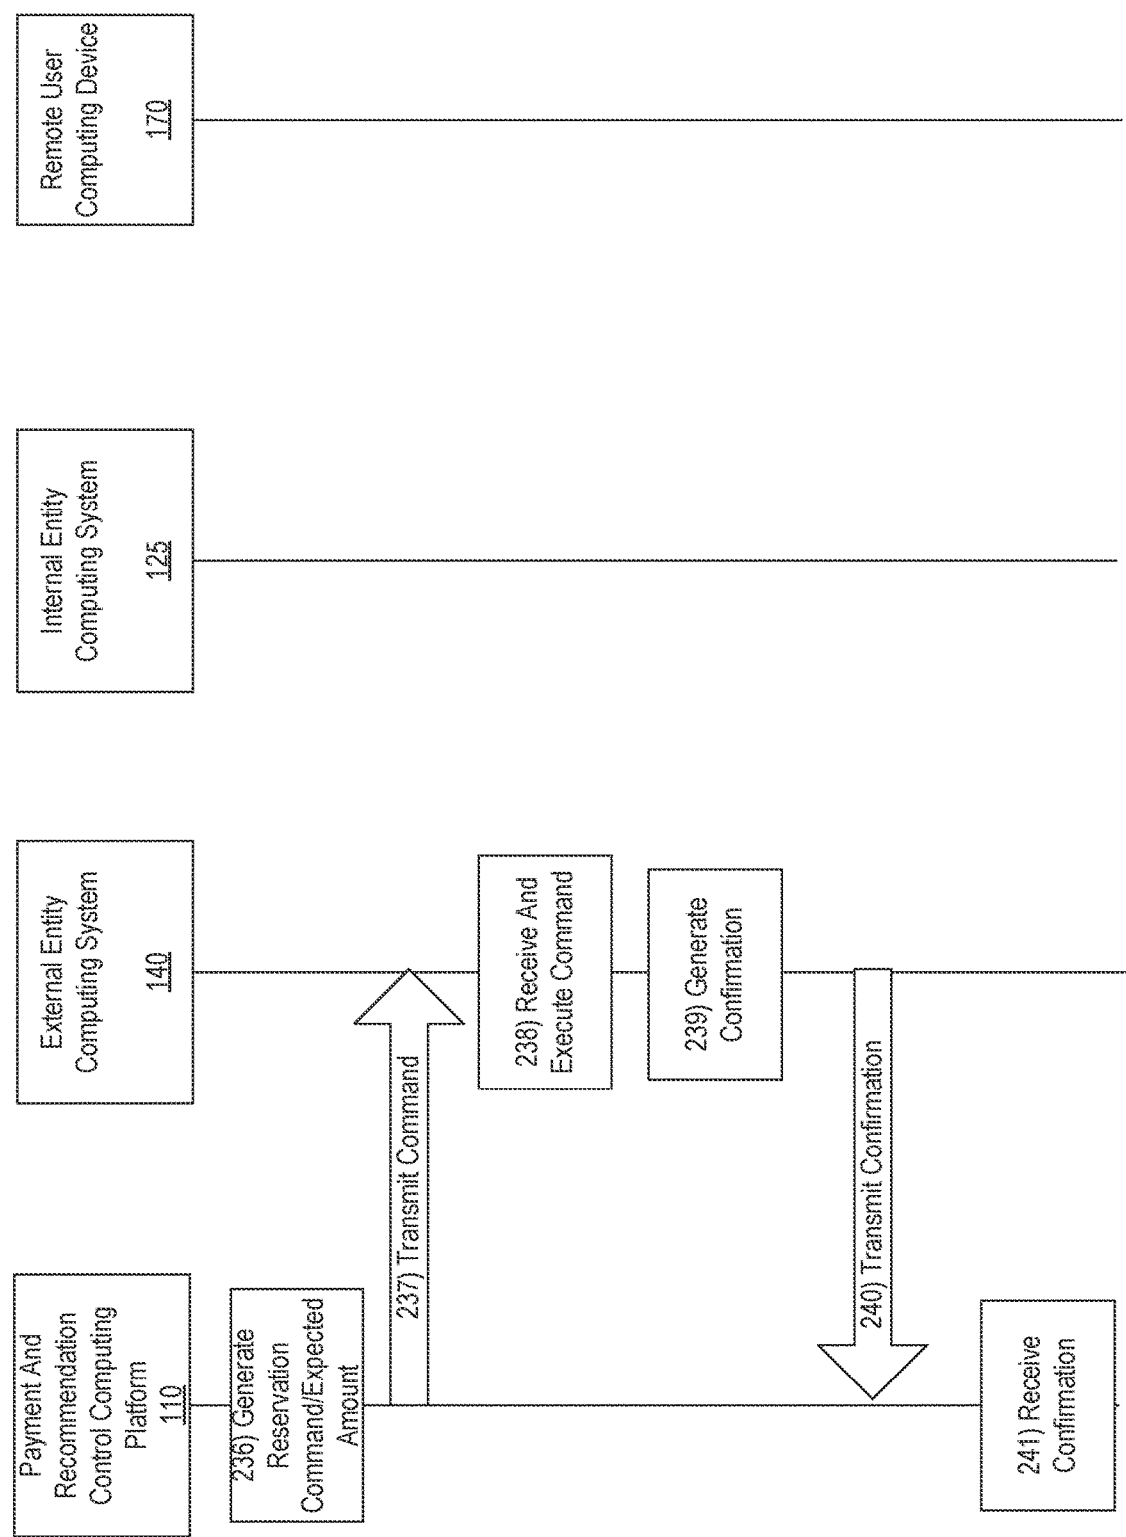 Payment And
Recommendation
Control Computing
Platform
110
External Entity
Computing System
140
Internal Entity
Computing System
125
Remote User
Computing Device
170
236) Generate
Reservation
Command/Expected
Amount
237) Transmit Command
238) Receive And
Execute Command
239) Generate
Confirmation
240) Transmit Confirmation
241) Receive
Confirmation